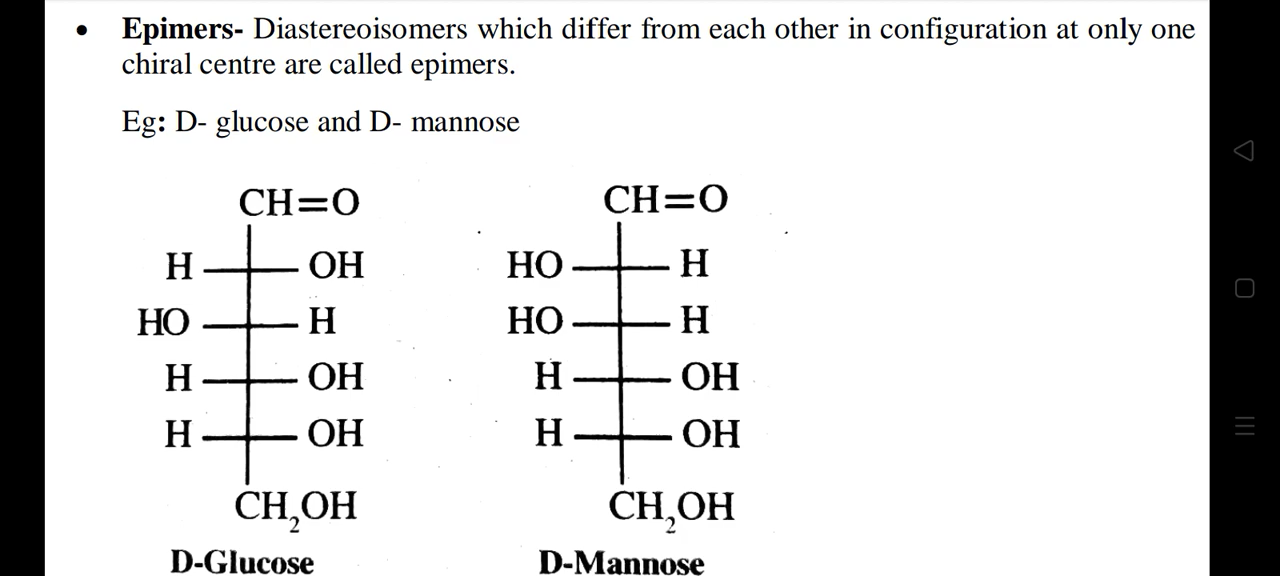 • Epimers- Diastereoisomers which differ from each other in configuration at only one
chiral centre are called epimers.
Eg: D- glucose and D- mannose
CH=O CH=O
H OH HO H
HO H HO H
H OH H OH
H OH H OH
CH₂OH CH₂OH
D-Glucose D-Mannose